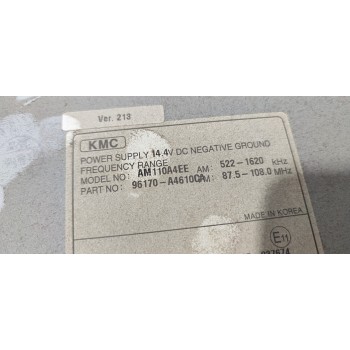 Ver. 213
KMC
POWER SUPPLY 14.4V DC NEGATIVE GROUND
FREQUENCY RANGE AM: 522-1620 kHz
MODEL NO: AM110A4EE
PART NO: 96170-A4610CA FM: 87.5-108.0 MHz
MADE IN KOREA
E11